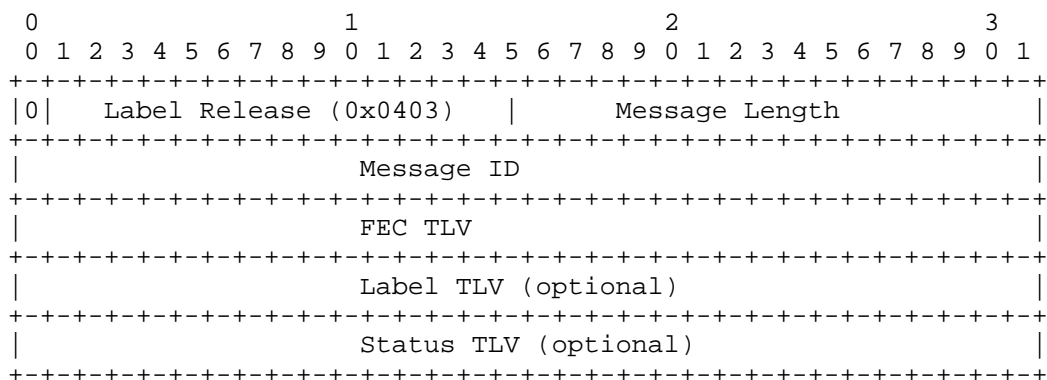 0                   1                   2                   3
 0 1 2 3 4 5 6 7 8 9 0 1 2 3 4 5 6 7 8 9 0 1 2 3 4 5 6 7 8 9 0 1
+-+-+-+-+-+-+-+-+-+-+-+-+-+-+-+-+-+-+-+-+-+-+-+-+-+-+-+-+-+-+-+-+
|0|   Label Release (0x0403)   |      Message Length            |
+-+-+-+-+-+-+-+-+-+-+-+-+-+-+-+-+-+-+-+-+-+-+-+-+-+-+-+-+-+-+-+-+
|                     Message ID                                |
+-+-+-+-+-+-+-+-+-+-+-+-+-+-+-+-+-+-+-+-+-+-+-+-+-+-+-+-+-+-+-+-+
|                     FEC TLV                                   |
+-+-+-+-+-+-+-+-+-+-+-+-+-+-+-+-+-+-+-+-+-+-+-+-+-+-+-+-+-+-+-+-+
|                     Label TLV (optional)                      |
+-+-+-+-+-+-+-+-+-+-+-+-+-+-+-+-+-+-+-+-+-+-+-+-+-+-+-+-+-+-+-+-+
|                     Status TLV (optional)                     |
+-+-+-+-+-+-+-+-+-+-+-+-+-+-+-+-+-+-+-+-+-+-+-+-+-+-+-+-+-+-+-+-+